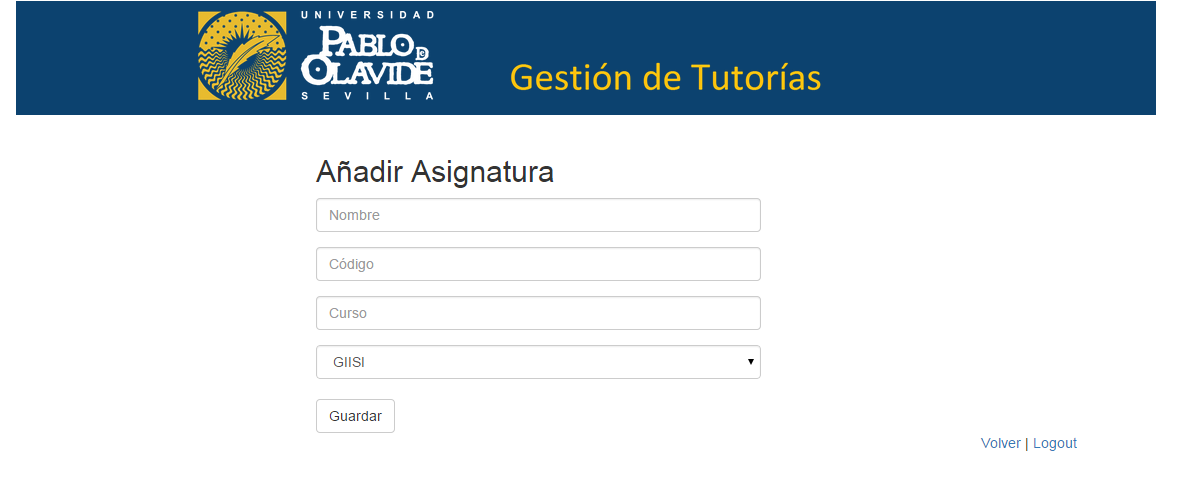 UNIVERSIDAD
PABLO DE
OLAVIDE
SEVILLA
Gestión de Tutorías
Añadir Asignatura
Nombre
Código
Curso
GIISI
Guardar
Volver | Logout